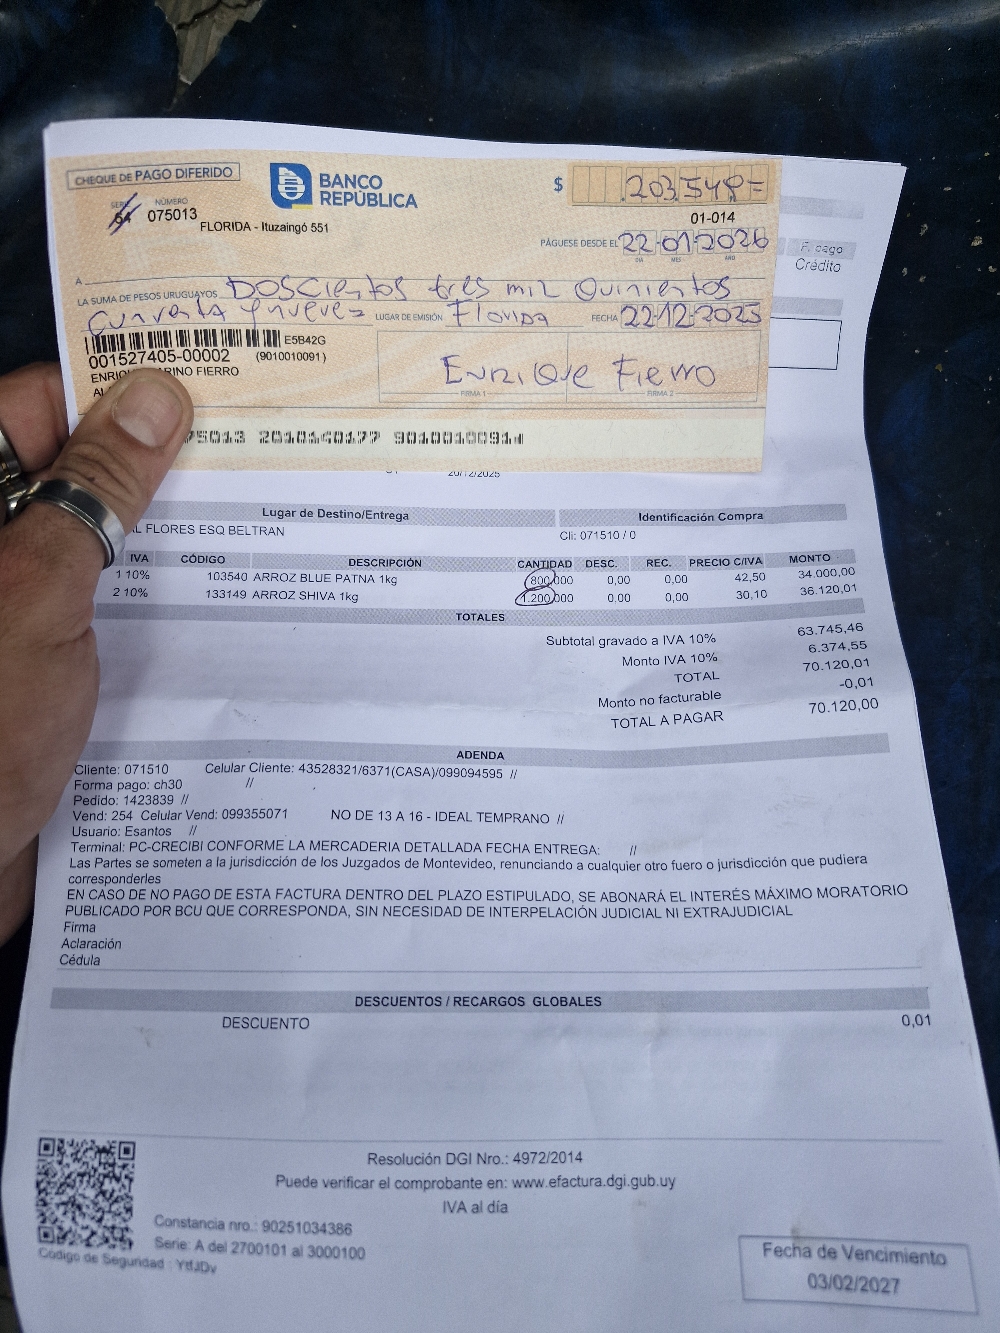 CHEQUE DE PAGO DIFERIDO
BANCO
REPÚBLICA
$ 203.549=
SERIE NÚMERO
54 075013
FLORIDA - Ituzaingó 551
01-014
PÁGUESE DESDE EL 22-01-2026
DÍA MES AÑO
F. pago
Crédito
A
LA SUMA DE PESOS URUGUAYOS DOSCientos tres mil Quinientos
LUGAR DE EMISIÓN Florida FECHA 22-12-2025
E5B42G
001527405-00002 (9010010091)
FIERRO
Enrique Fierro
FIRMA 1 FIRMA 2
75013 2010140177 9010010091
20/12/2025
Lugar de Destino/Entrega Identificación Compra
FLORES ESQ BELTRAN Cli: 071510 / 0
IVA CÓDIGO DESCRIPCIÓN CANTIDAD DESC. REC. PRECIO C/IVA MONTO
1 10% 103540 ARROZ BLUE PATNA 1kg 800,000 0,00 0,00 42,50 34.000,00
2 10% 133149 ARROZ SHIVA 1kg 1.200,000 0,00 0,00 30,10 36.120,01
TOTALES
Subtotal gravado a IVA 10% 63.745,46
Monto IVA 10% 6.374,55
TOTAL 70.120,01
Monto no facturable -0,01
TOTAL A PAGAR 70.120,00
ADENDA
Cliente: 071510 Celular Cliente: 43528321/6371(CASA)/099094595 //
Forma pago: ch30 //
Pedido: 1423839 //
Vend: 254 Celular Vend: 099355071 NO DE 13 A 16 - IDEAL TEMPRANO //
Usuario: Esantos //
Terminal: PC-CRECIBI CONFORME LA MERCADERIA DETALLADA FECHA ENTREGA: //
Las Partes se someten a la jurisdicción de los Juzgados de Montevideo, renunciando a cualquier otro fuero o jurisdicción que pudiera
corresponderles
EN CASO DE NO PAGO DE ESTA FACTURA DENTRO DEL PLAZO ESTIPULADO, SE ABONARÁ EL INTERÉS MÁXIMO MORATORIO
PUBLICADO POR BCU QUE CORRESPONDA, SIN NECESIDAD DE INTERPELACIÓN JUDICIAL NI EXTRAJUDICIAL
Firma
Aclaración
Cédula
DESCUENTOS / RECARGOS GLOBALES
DESCUENTO 0,01
Resolución DGI Nro.: 4972/2014
Puede verificar el comprobante en: www.efactura.dgi.gub.uy
IVA al día
Constancia nro.: 90251034386
Serie: A del 2700101 al 3000100
Código de Seguridad :
Fecha de Vencimiento
03/02/2027